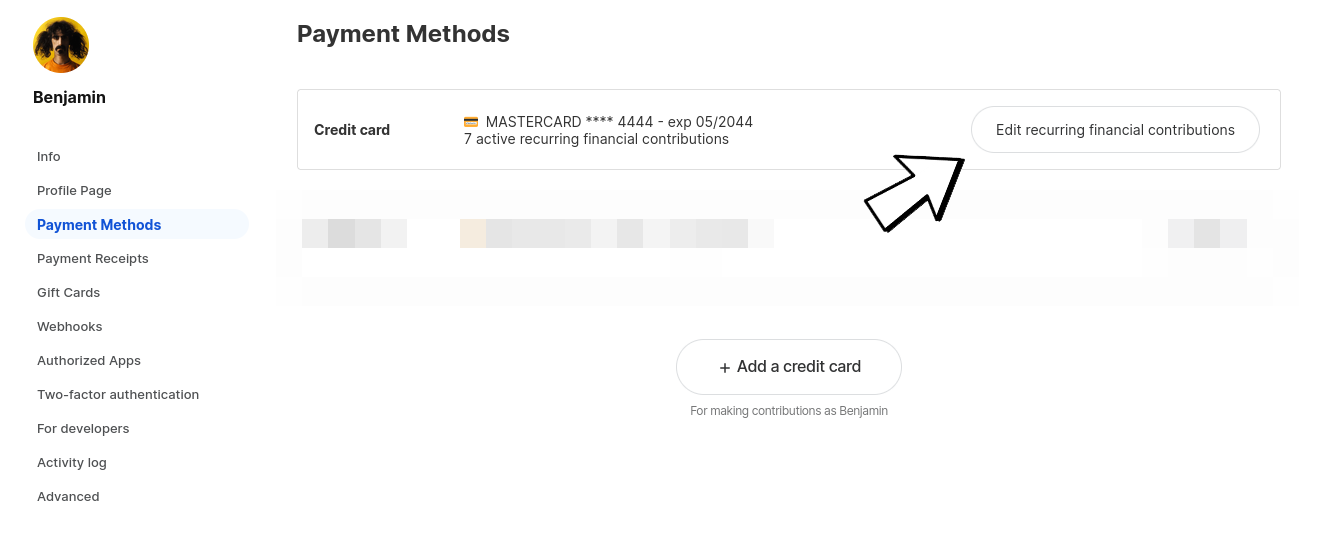 Benjamin
Info
Profile Page
Payment Methods
Payment Receipts
Gift Cards
Webhooks
Authorized Apps
Two-factor authentication
For developers
Activity log
Advanced
Payment Methods
Credit card
MASTERCARD **** 4444 - exp 05/2044
7 active recurring financial contributions
Edit recurring financial contributions
+ Add a credit card
For making contributions as Benjamin